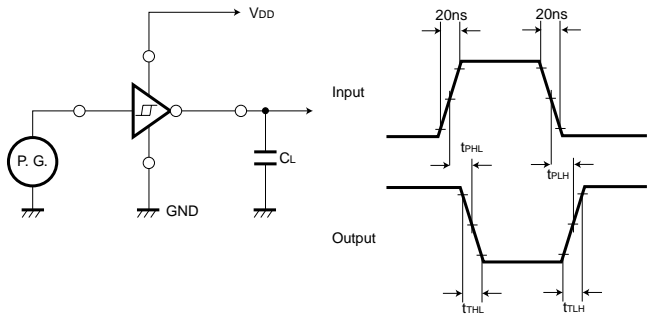 VDD
P. G.
CL
GND
20ns
20ns
Input
tPHL
tPLH
Output
tTHL
tTLH